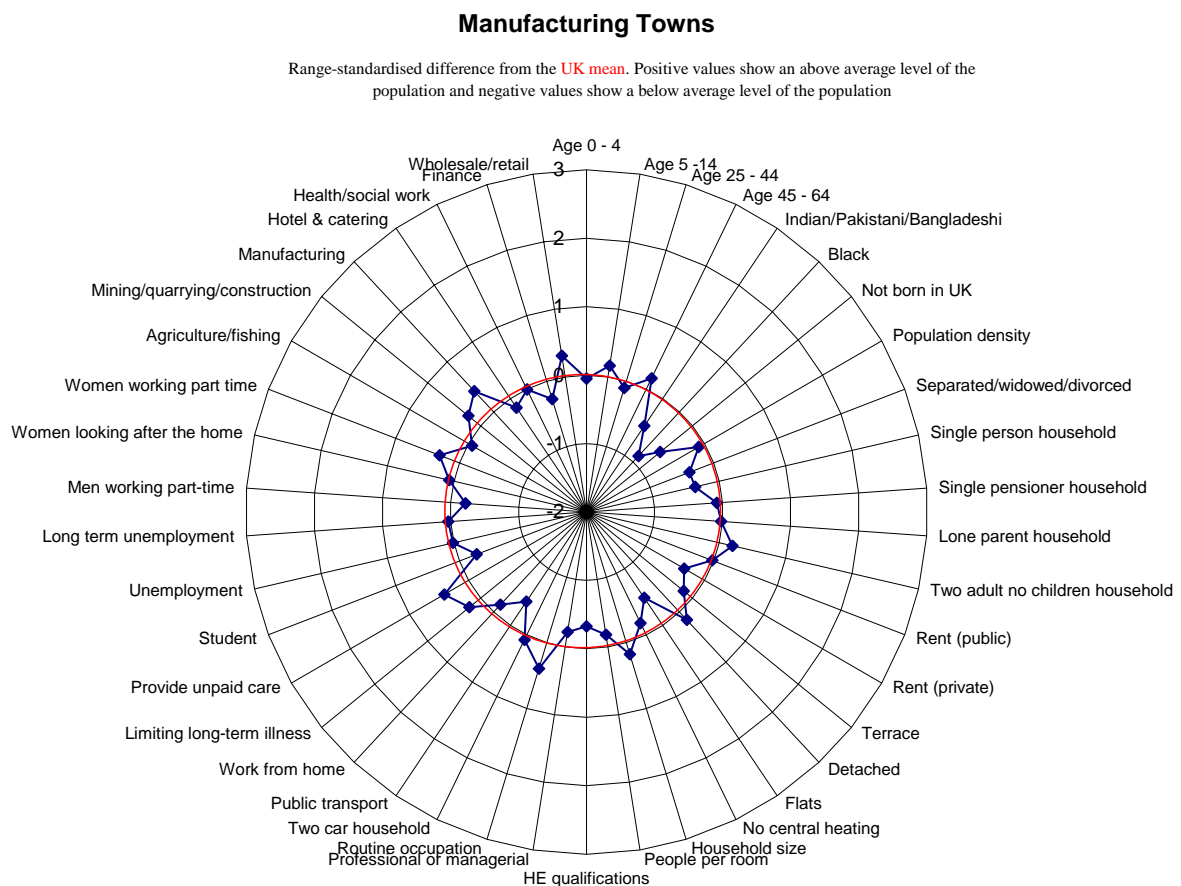 Manufacturing Towns
Range-standardised difference from the UK mean. Positive values show an above average level of the
population and negative values show a below average level of the population
Age 0 - 4
Age 5 -14
Age 25 - 44
Age 45 - 64
Indian/Pakistani/Bangladeshi
Black
Not born in UK
Population density
Separated/widowed/divorced
Single person household
Single pensioner household
Lone parent household
Two adult no children household
Rent (public)
Rent (private)
Terrace
Detached
Flats
No central heating
Household size
People per room
HE qualifications
Professional or managerial
Routine occupation
Two car household
Public transport
Work from home
Limiting long-term illness
Provide unpaid care
Student
Unemployment
Long term unemployment
Men working part-time
Women looking after the home
Women working part time
Agriculture/fishing
Mining/quarrying/construction
Manufacturing
Hotel & catering
Health/social work
Finance
Wholesale/retail
3
2
1
0
-1
-2